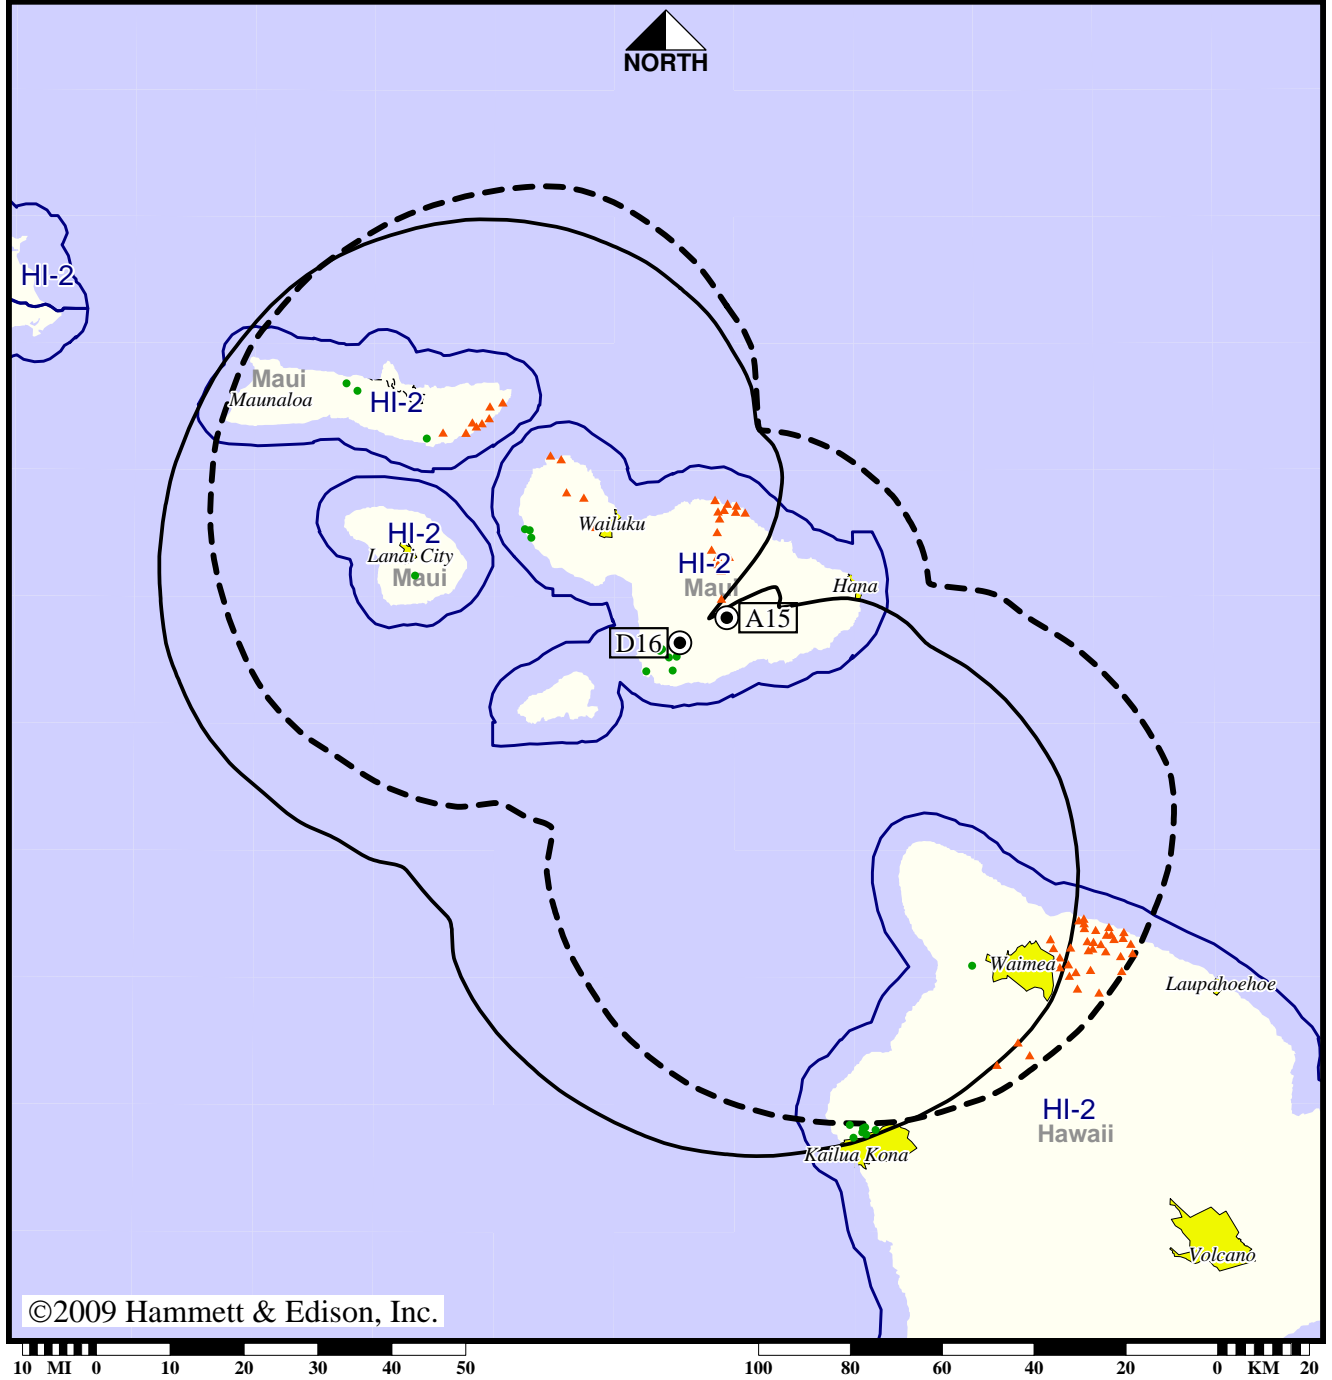 NORTH
HI-2
Maui
Maunaloa
HI-2
Wailuku
HI-2
Lanai City
Maui
HI-2
Maui
Hana
A15
D16
Waimea
Laupahoehoe
HI-2
Hawaii
Kailua Kona
Volcano
©2009 Hammett & Edison, Inc.
10 MI 0 10 20 30 40 50 100 80 60 40 20 0 KM 20